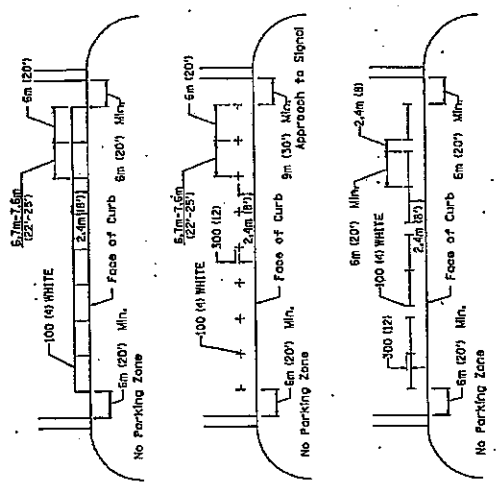 6.7m-7.6m
(22'-25')
6m (20')
100 (4) WHITE
2.4m (8')
6m (20') Min.
Face of Curb
6m (20') Min.
No Parking Zone
6.7m-7.6m
(22'-25')
6m (20')
100 (4) WHITE
300 (12)
2.4m (8')
6m (20') Min.
Face of Curb
9m (30') Min.
No Parking Zone
Approach to Signal
6m (20')
Min.
2.4m (8)
300 (12)
100 (4) WHITE
2.4m (8')
6m (20') Min.
Face of Curb
6m (20') Min.
No Parking Zone